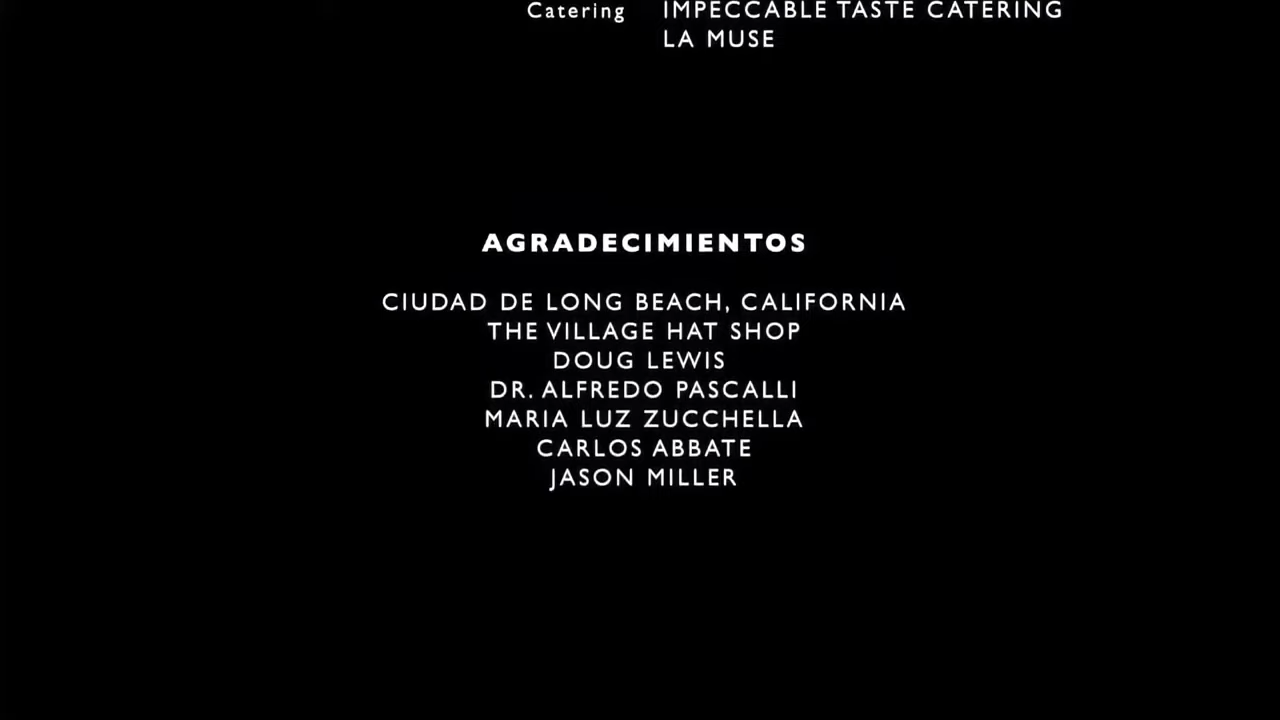 Catering IMPECCABLE TASTE CATERING
LA MUSE
AGRADECIMIENTOS
CIUDAD DE LONG BEACH, CALIFORNIA
THE VILLAGE HAT SHOP
DOUG LEWIS
DR. ALFREDO PASCALLI
MARIA LUZ ZUCCHELLA
CARLOS ABBATE
JASON MILLER